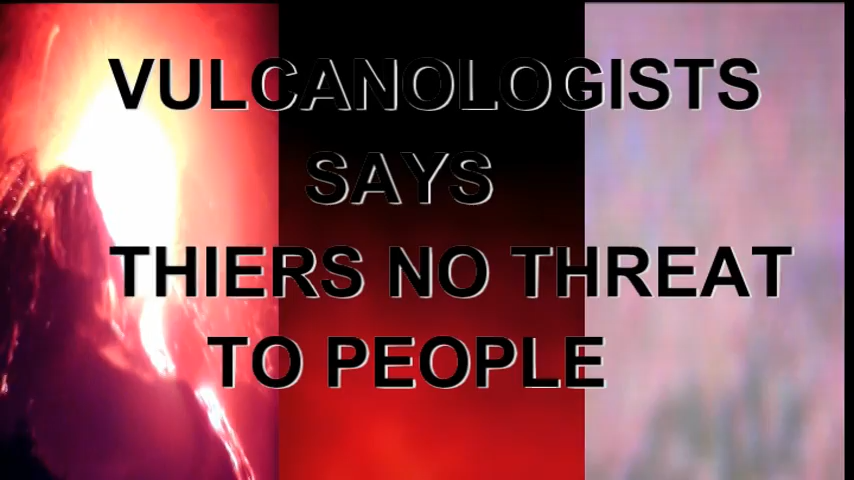 VULCANOLOGISTS
SAYS
THIERS NO THREAT
TO PEOPLE